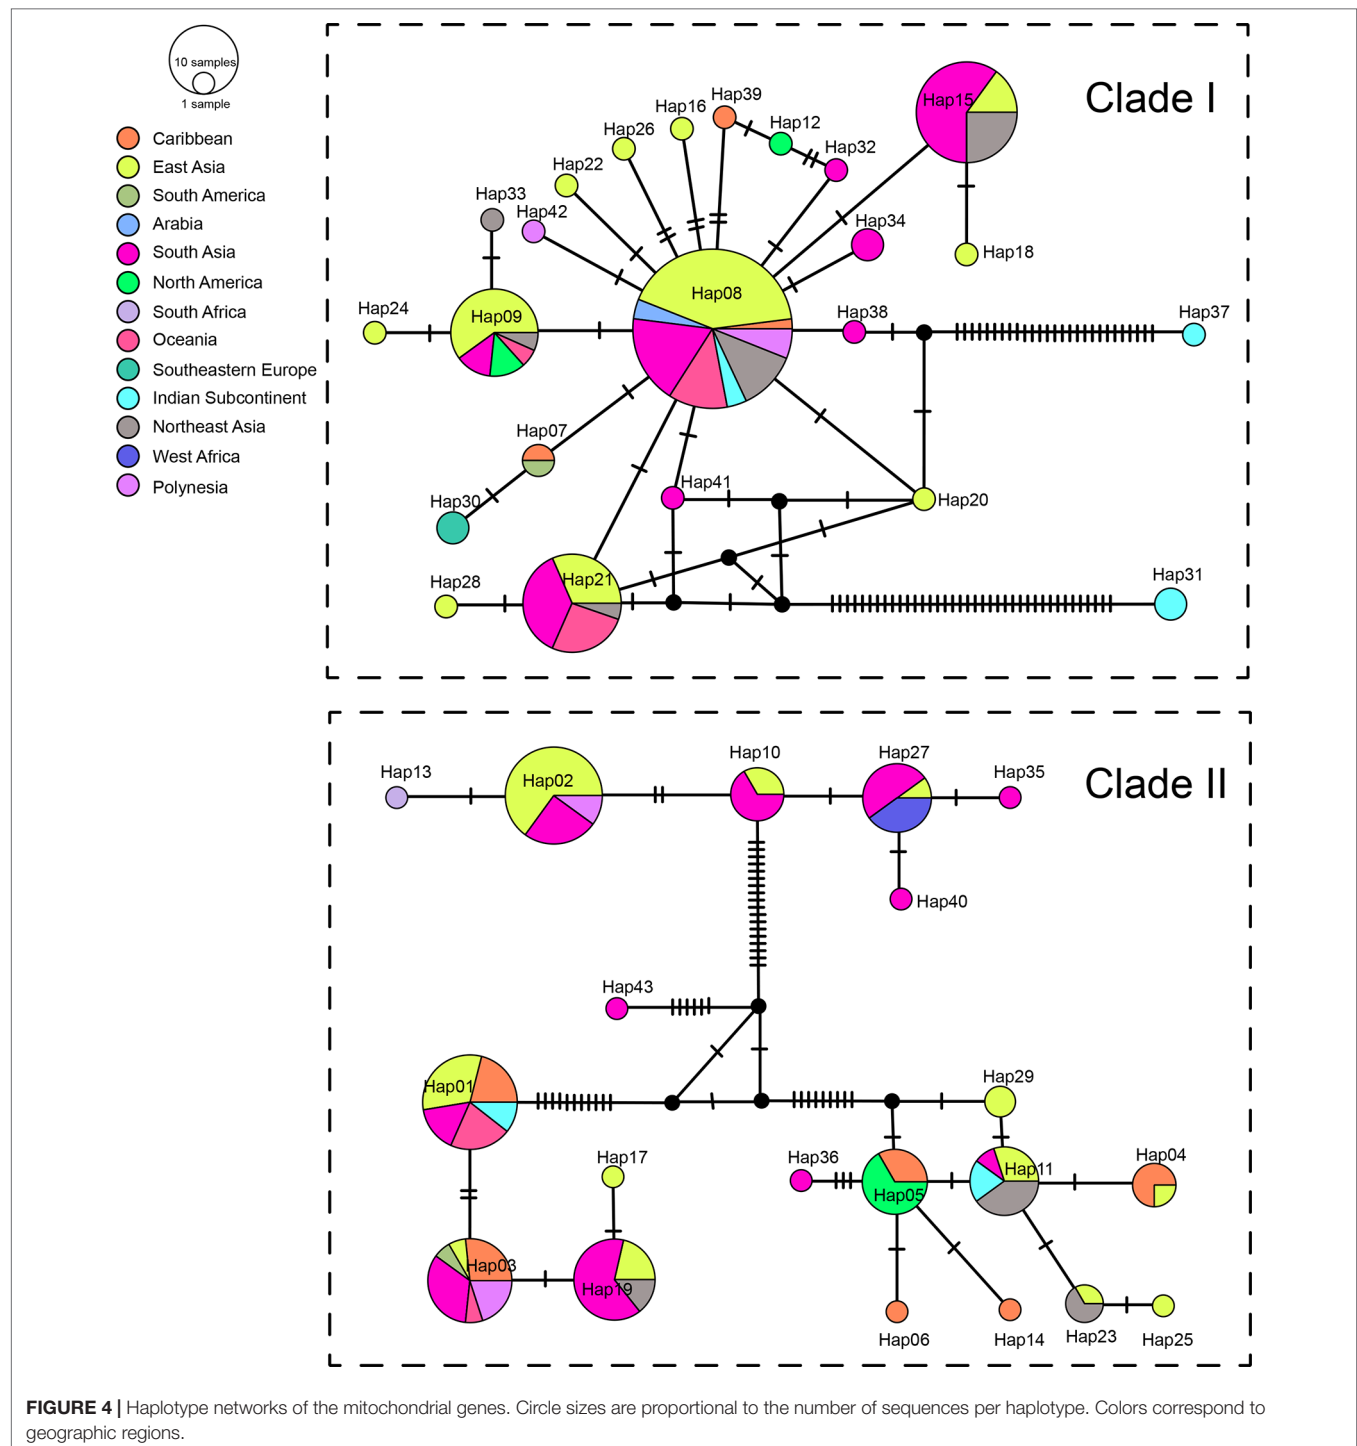 10 samples
1 sample
Caribbean
East Asia
South America
Arabia
South Asia
North America
South Africa
Oceania
Southeastern Europe
Indian Subcontinent
Northeast Asia
West Africa
Polynesia
Clade I
Hap39
Hap15
Hap16
Hap12
Hap26
Hap32
Hap22
Hap33
Hap42
Hap34
Hap18
Hap08
Hap24
Hap09
Hap38
Hap37
Hap07
Hap41
Hap30
Hap20
Hap28
Hap21
Hap31
Clade II
Hap13
Hap02
Hap10
Hap27
Hap35
Hap40
Hap43
Hap01
Hap29
Hap17
Hap36
Hap05
Hap11
Hap04
Hap03
Hap19
Hap06
Hap14
Hap23
Hap25
FIGURE 4 | Haplotype networks of the mitochondrial genes. Circle sizes are proportional to the number of sequences per haplotype. Colors correspond to
geographic regions.